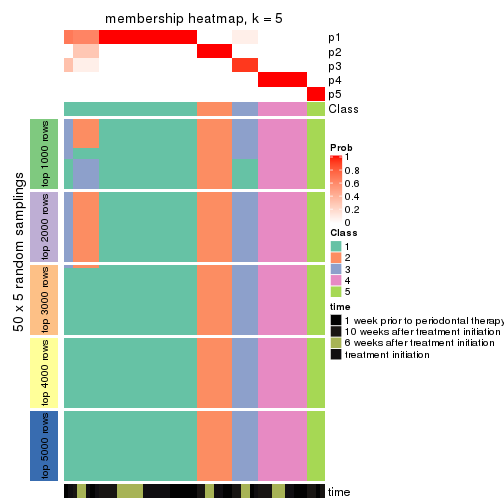 membership heatmap, k = 5
p1
p2
p3
p4
p5
Class
50 x 5 random samplings
top 1000 rows
top 2000 rows
top 3000 rows
top 4000 rows
top 5000 rows
time
Prob
1
0.8
0.6
0.4
0.2
0
Class
1
2
3
4
5
time
1 week prior to periodontal therapy
10 weeks after treatment initiation
6 weeks after treatment initiation
treatment initiation